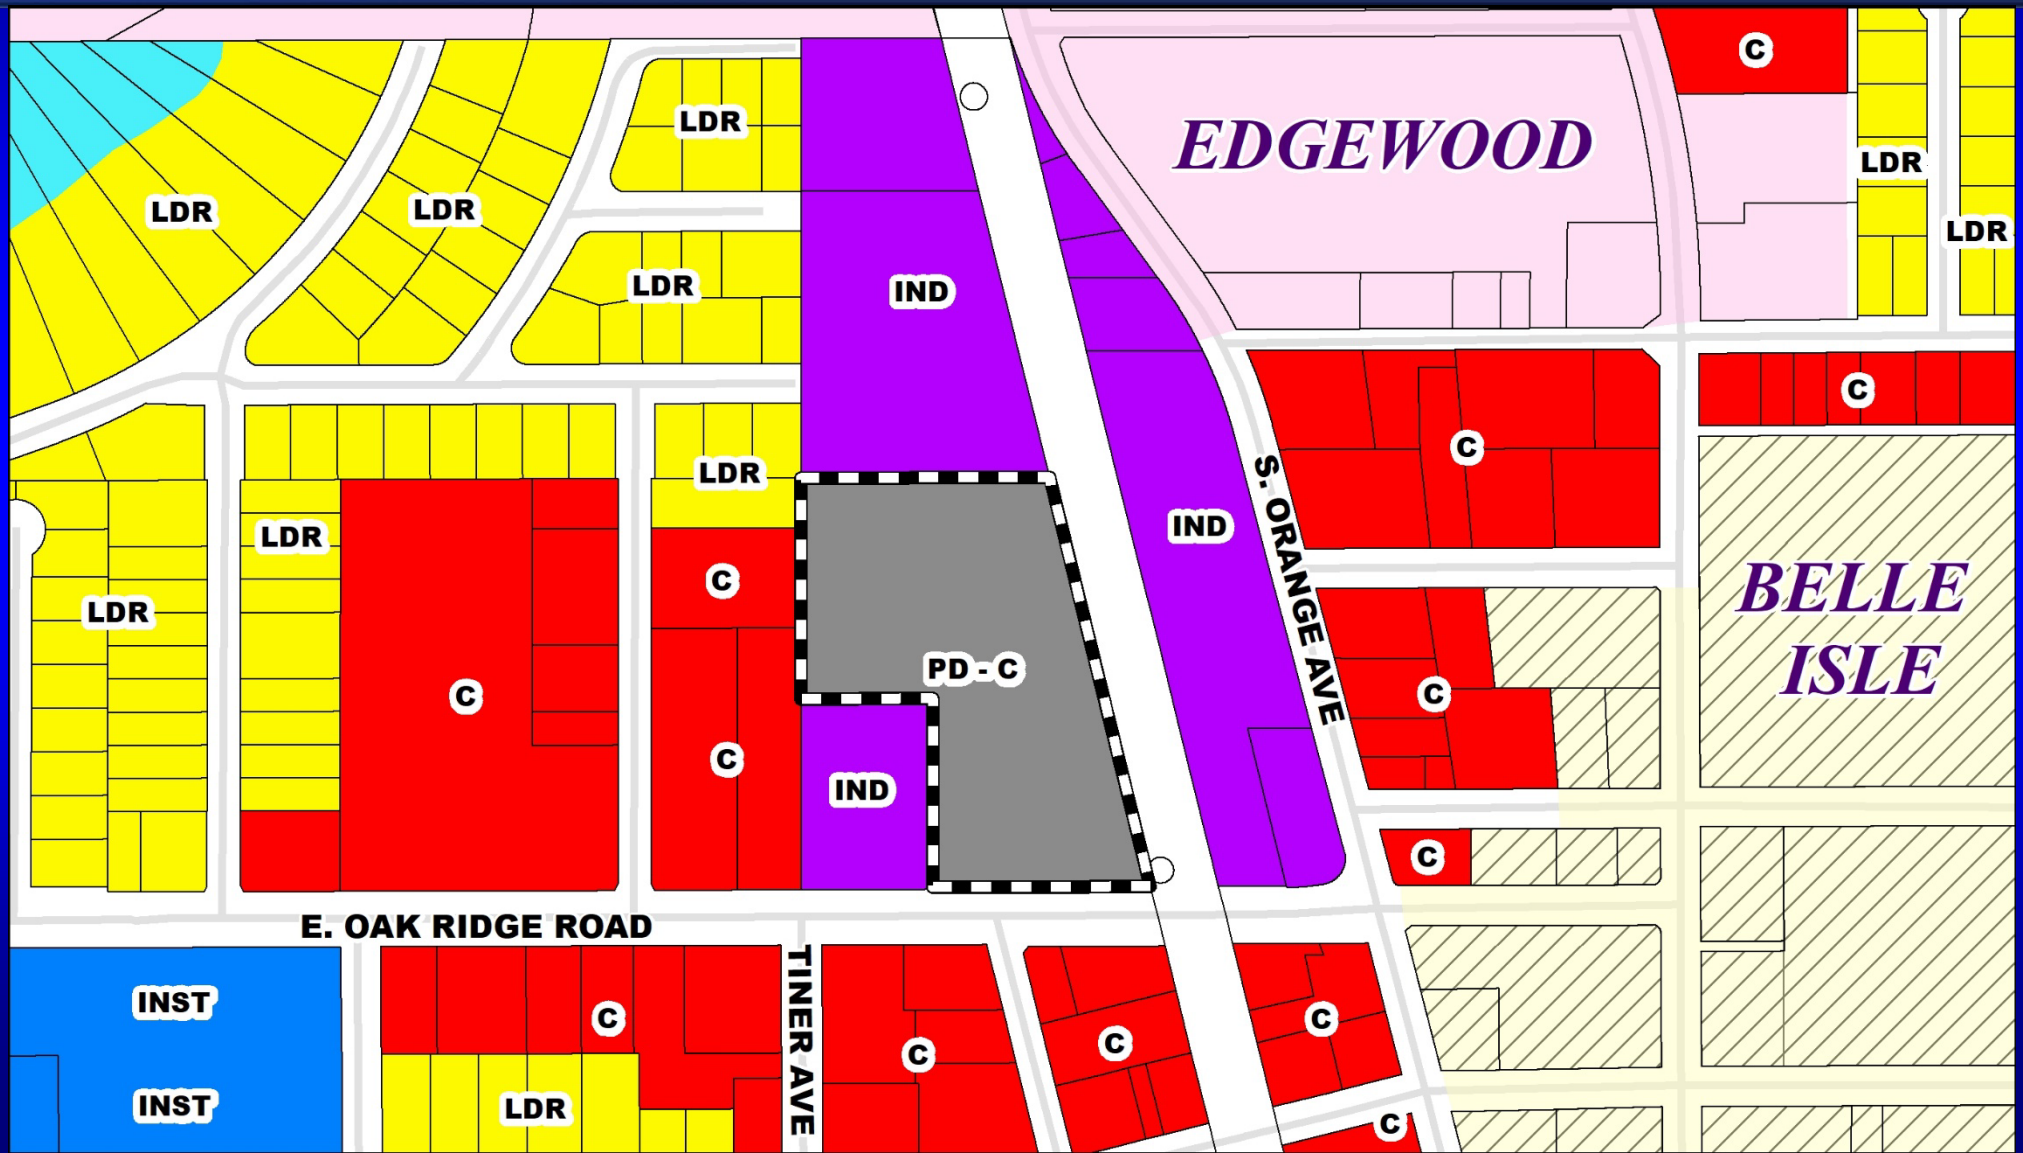 C
LDR
EDGEWOOD
LDR
LDR
LDR
LDR
LDR
LDR
IND
C
C
LDR
S. ORANGE AVE
IND
LDR
C
BELLE
ISLE
LDR
PD - C
C
C
C
IND
C
E. OAK RIDGE ROAD
TINER AVE
INST
C
C
C
C
INST
LDR
C